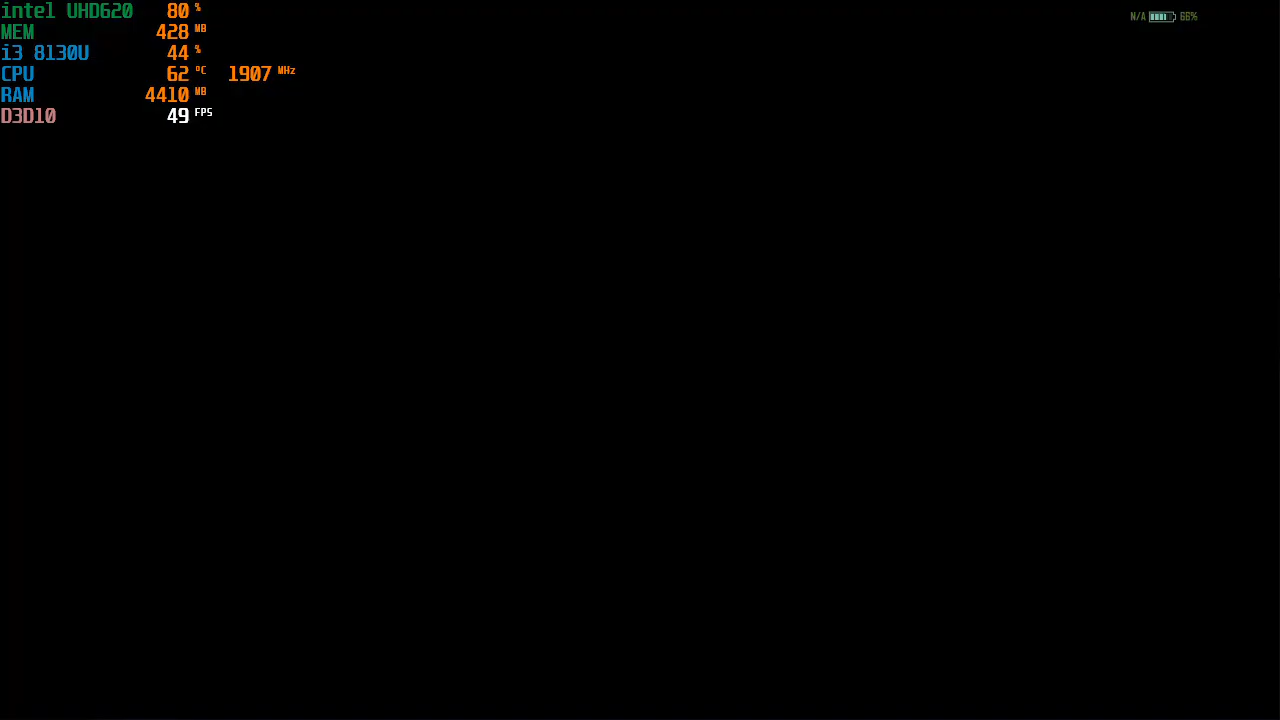 intel UHD620 80 %
MEM 428 MB
i3 8130U 44 %
CPU 62 °C 1907 MHz
RAM 4410 MB
D3D10 49 FPS
N/A 66%